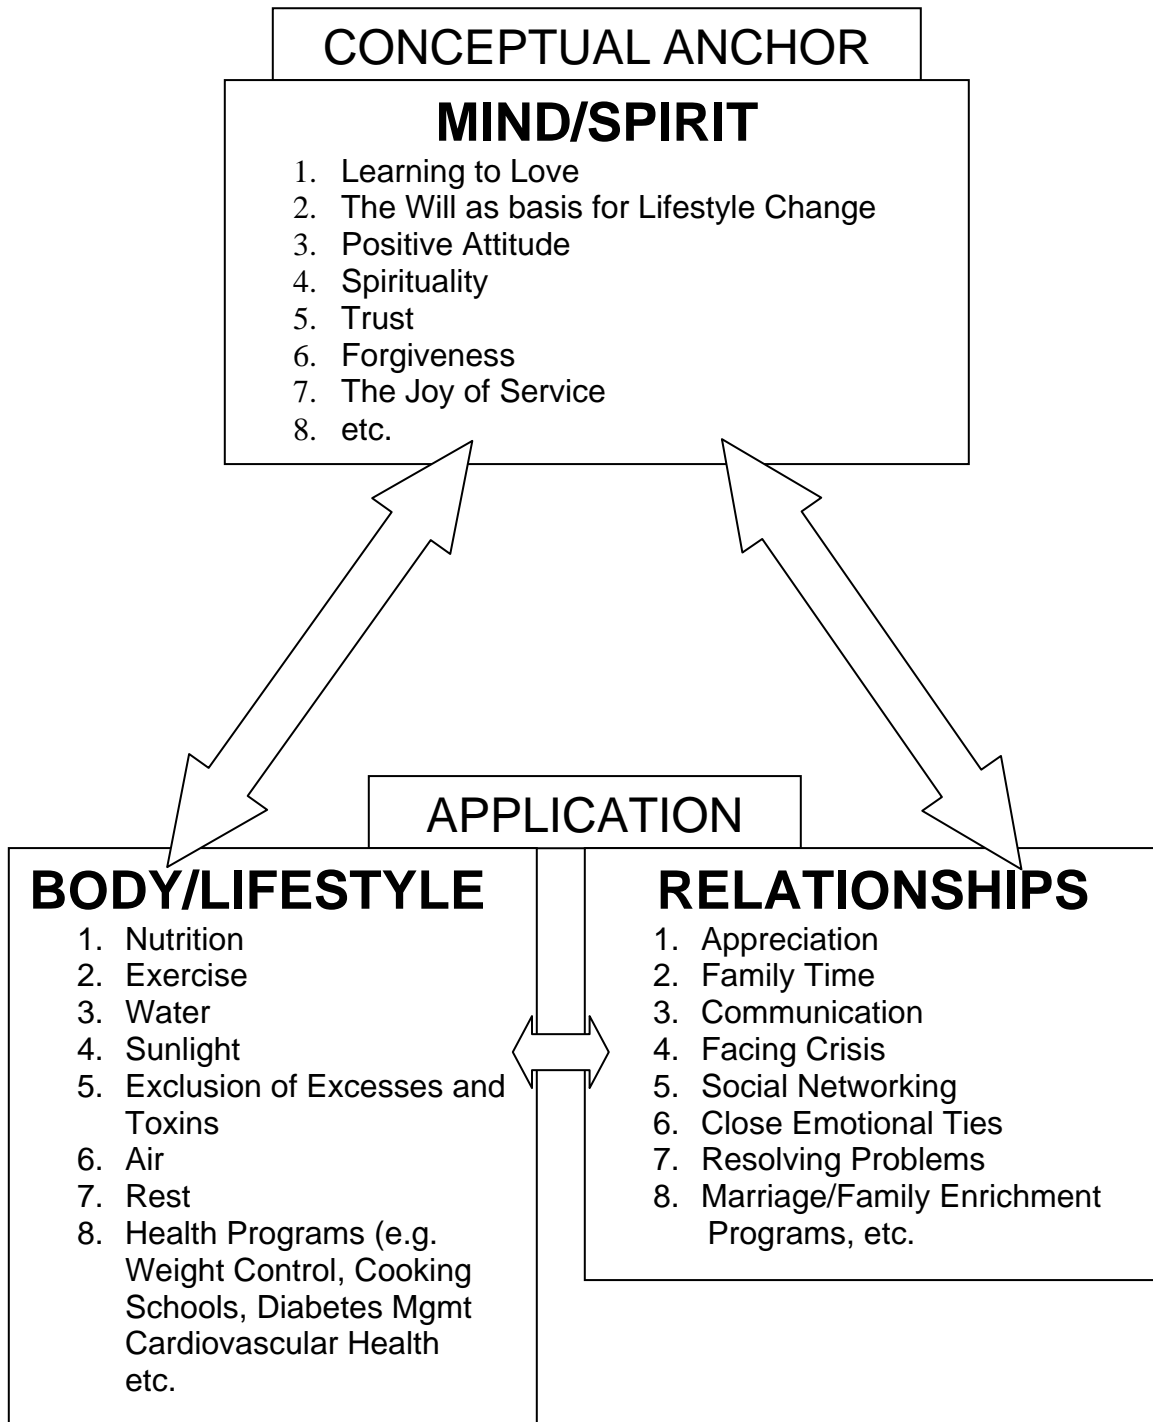 CONCEPTUAL ANCHOR
MIND/SPIRIT
1. Learning to Love
2. The Will as basis for Lifestyle Change
3. Positive Attitude
4. Spirituality
5. Trust
6. Forgiveness
7. The Joy of Service
8. etc.
APPLICATION
BODY/LIFESTYLE
1. Nutrition
2. Exercise
3. Water
4. Sunlight
5. Exclusion of Excesses and
Toxins
6. Air
7. Rest
8. Health Programs (e.g.
Weight Control, Cooking
Schools, Diabetes Mgmt
Cardiovascular Health
etc.
RELATIONSHIPS
1. Appreciation
2. Family Time
3. Communication
4. Facing Crisis
5. Social Networking
6. Close Emotional Ties
7. Resolving Problems
8. Marriage/Family Enrichment
Programs, etc.